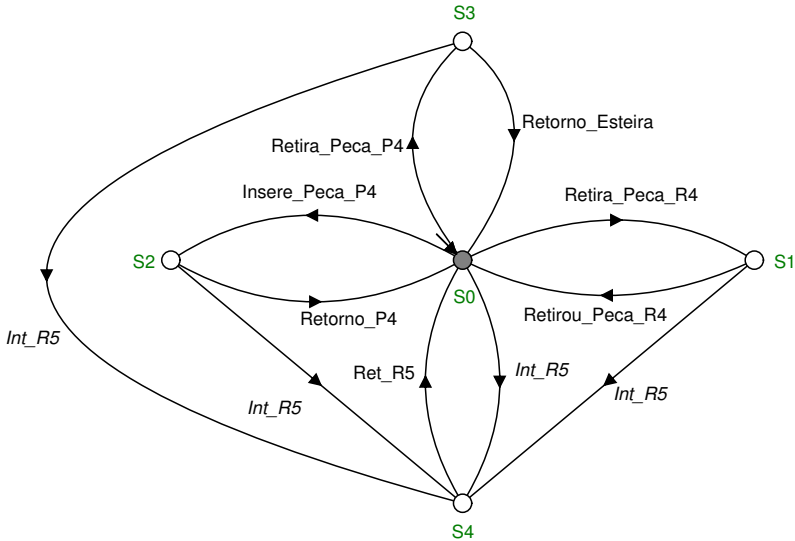 S3
Retorno_Esteira
Retira_Peca_P4
Insere_Peca_P4
Retira_Peca_R4
S2
S1
S0
Retorno_P4
Retirou_Peca_R4
Int_R5
Ret_R5
Int_R5
Int_R5
Int_R5
S4